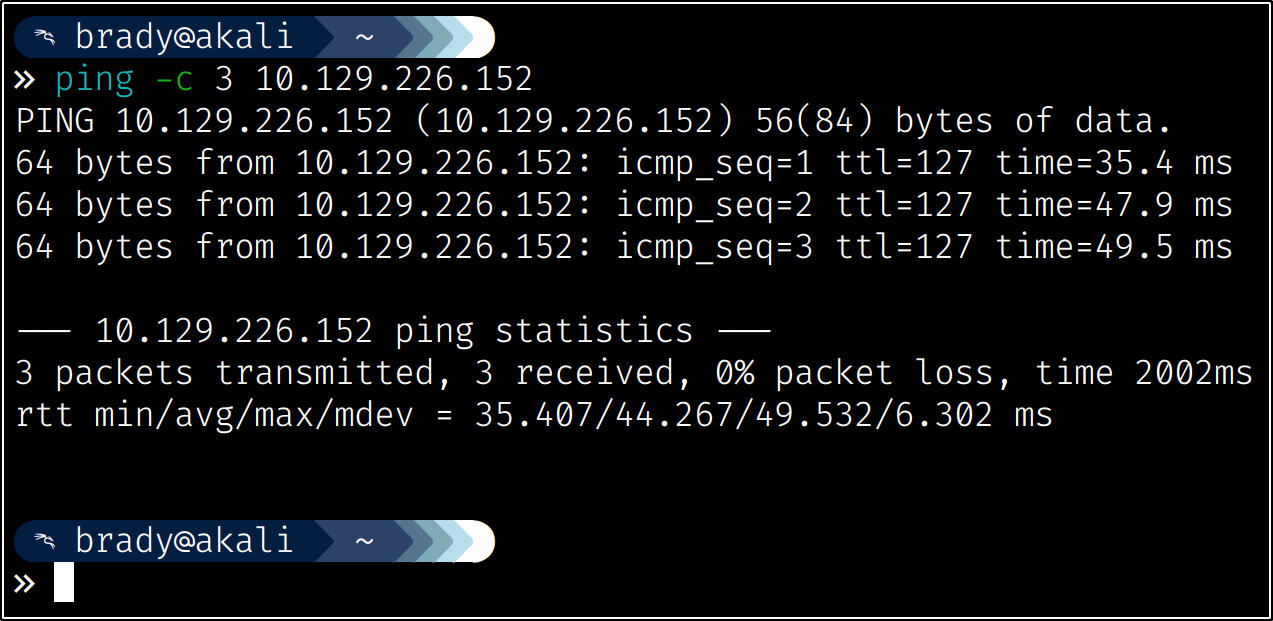 brady@akali ~
» ping -c 3 10.129.226.152
PING 10.129.226.152 (10.129.226.152) 56(84) bytes of data.
64 bytes from 10.129.226.152: icmp_seq=1 ttl=127 time=35.4 ms
64 bytes from 10.129.226.152: icmp_seq=2 ttl=127 time=47.9 ms
64 bytes from 10.129.226.152: icmp_seq=3 ttl=127 time=49.5 ms
--- 10.129.226.152 ping statistics ---
3 packets transmitted, 3 received, 0% packet loss, time 2002ms
rtt min/avg/max/mdev = 35.407/44.267/49.532/6.302 ms
brady@akali ~
»